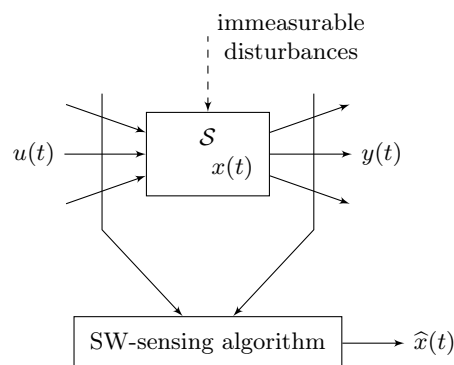 immeasurable
disturbances
𝒮
u(t)
x(t)
y(t)
SW-sensing algorithm
x̂(t)